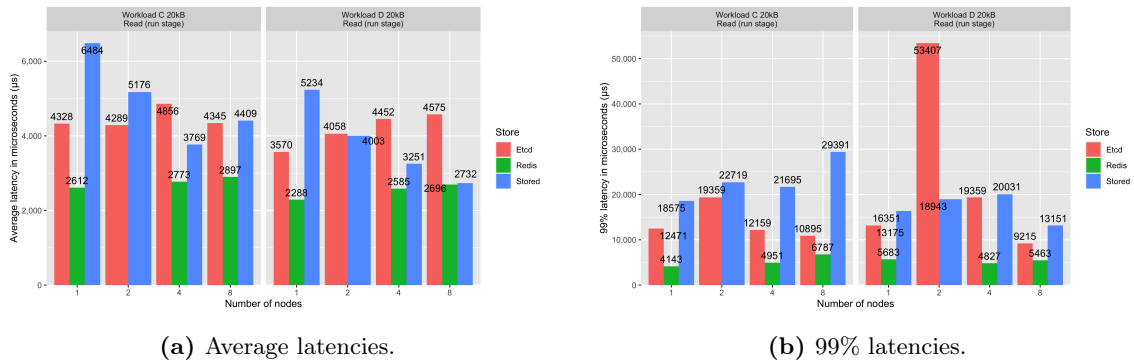 Workload C 20kB
Read (run stage)
Workload D 20kB
Read (run stage)
Average latency in microseconds (µs)
6,000
4,000
2,000
0
4328
2612
6484
4289
5176
4856
2773
3769
4345
2897
4409
3570
2288
5234
4058
4003
4452
2585
3251
4575
2696
2732
1 2 4 8
1 2 4 8
Number of nodes
Store
Etcd
Redis
Stored
(a) Average latencies.
Workload C 20kB
Read (run stage)
Workload D 20kB
Read (run stage)
99% latency in microseconds (µs)
50,000
40,000
30,000
20,000
10,000
0
12471
4143
18575
19359
22719
12159
4951
21695
10895
6787
29391
13175
5683
16351
53407
18943
19359
4827
20031
9215
5463
13151
1 2 4 8
1 2 4 8
Number of nodes
Store
Etcd
Redis
Stored
(b) 99% latencies.